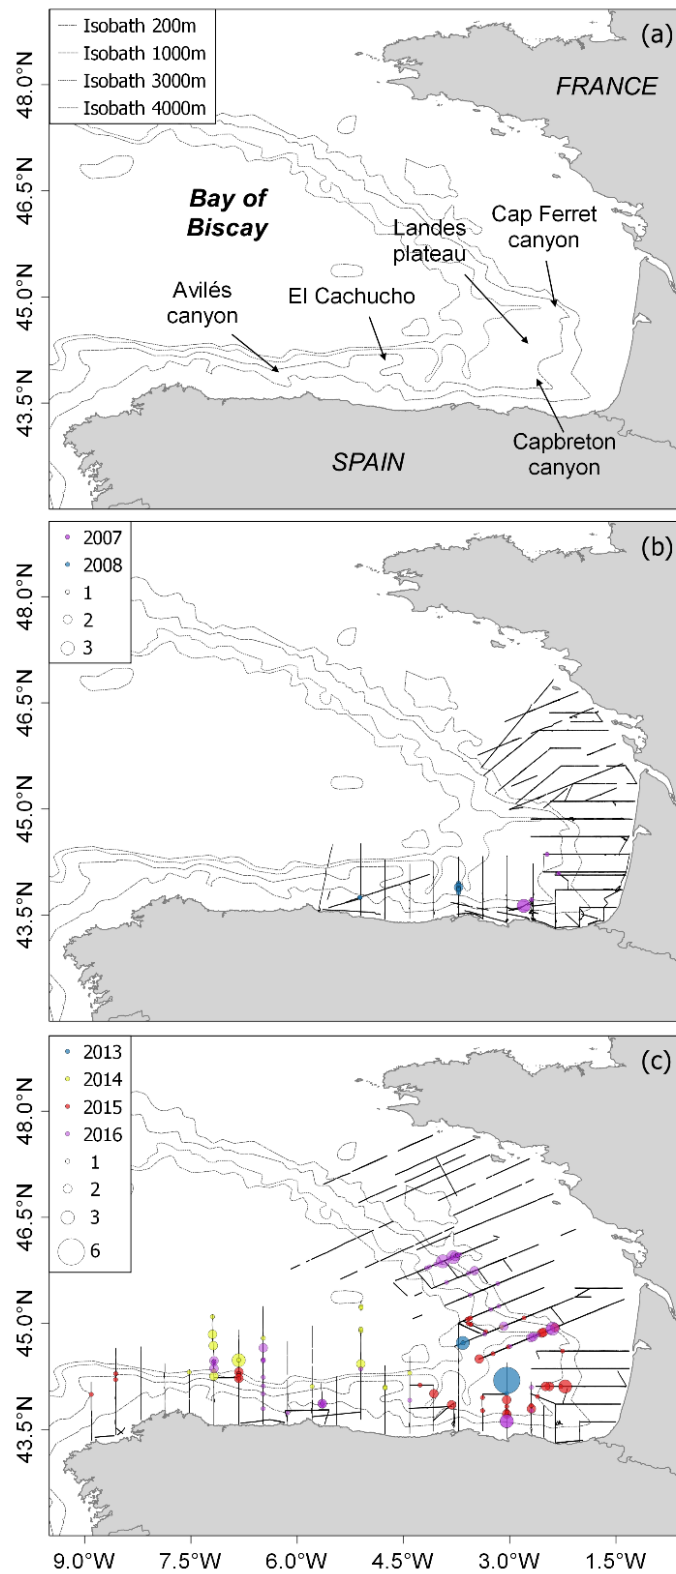 Isobath 200m
Isobath 1000m
Isobath 3000m
Isobath 4000m
(a)
FRANCE
48.0°N
46.5°N
45.0°N
43.5°N
Bay of
Biscay
Landes
plateau
Cap Ferret
canyon
Avilés
canyon
El Cachucho
SPAIN
Capbreton
canyon
2007
2008
1
2
3
(b)
48.0°N
46.5°N
45.0°N
43.5°N
2013
2014
2015
2016
1
2
3
6
(c)
48.0°N
46.5°N
45.0°N
43.5°N
9.0°W 7.5°W 6.0°W 4.5°W 3.0°W 1.5°W